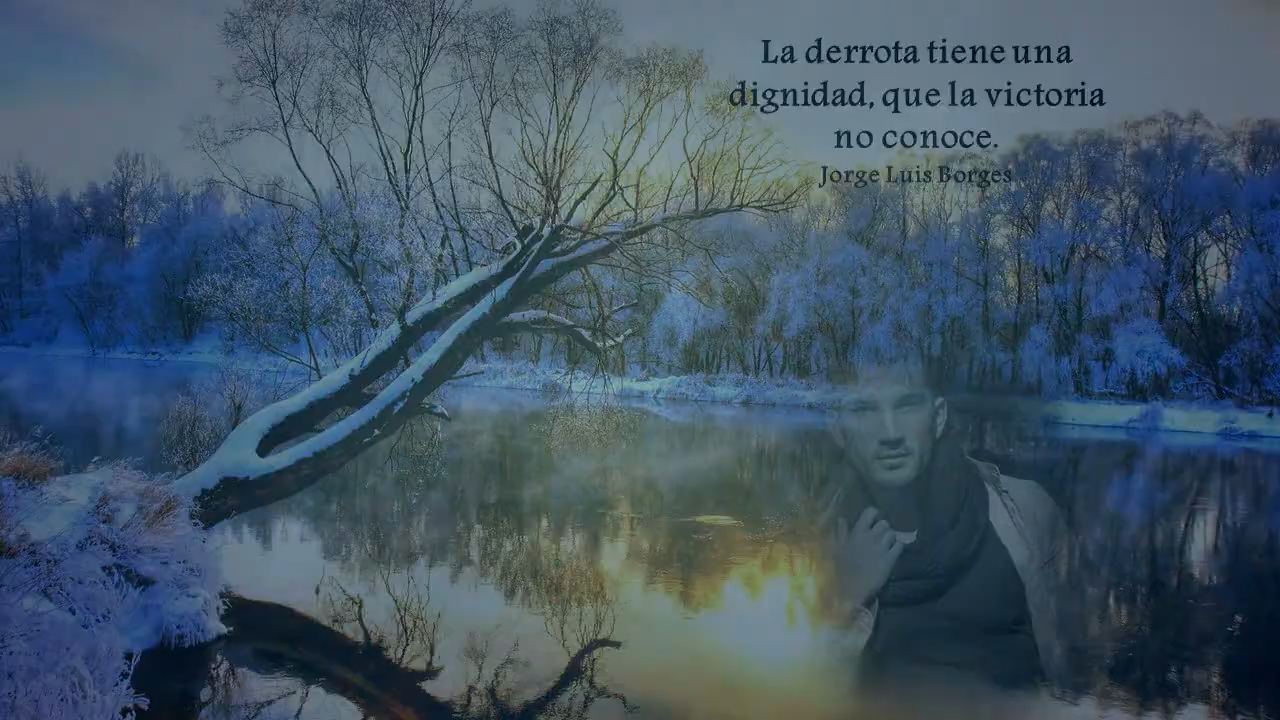 La derrota tiene una
dignidad, que la victoria
no conoce.
Jorge Luis Borges